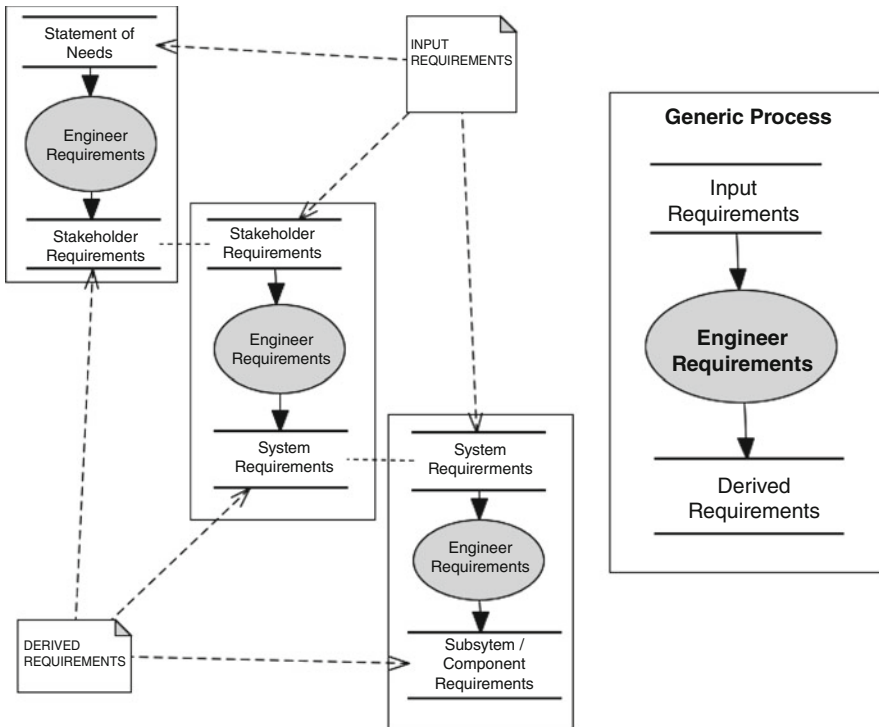 Statement of
Needs
Engineer
Requirements
Stakeholder
Requirements
INPUT
REQUIREMENTS
Stakeholder
Requirements
Engineer
Requirements
System
Requirements
System
Requirerments
Engineer
Requirements
Subsytem /
Component
Requirements
DERIVED
REQUIREMENTS
Generic Process
Input
Requirements
Engineer
Requirements
Derived
Requirements